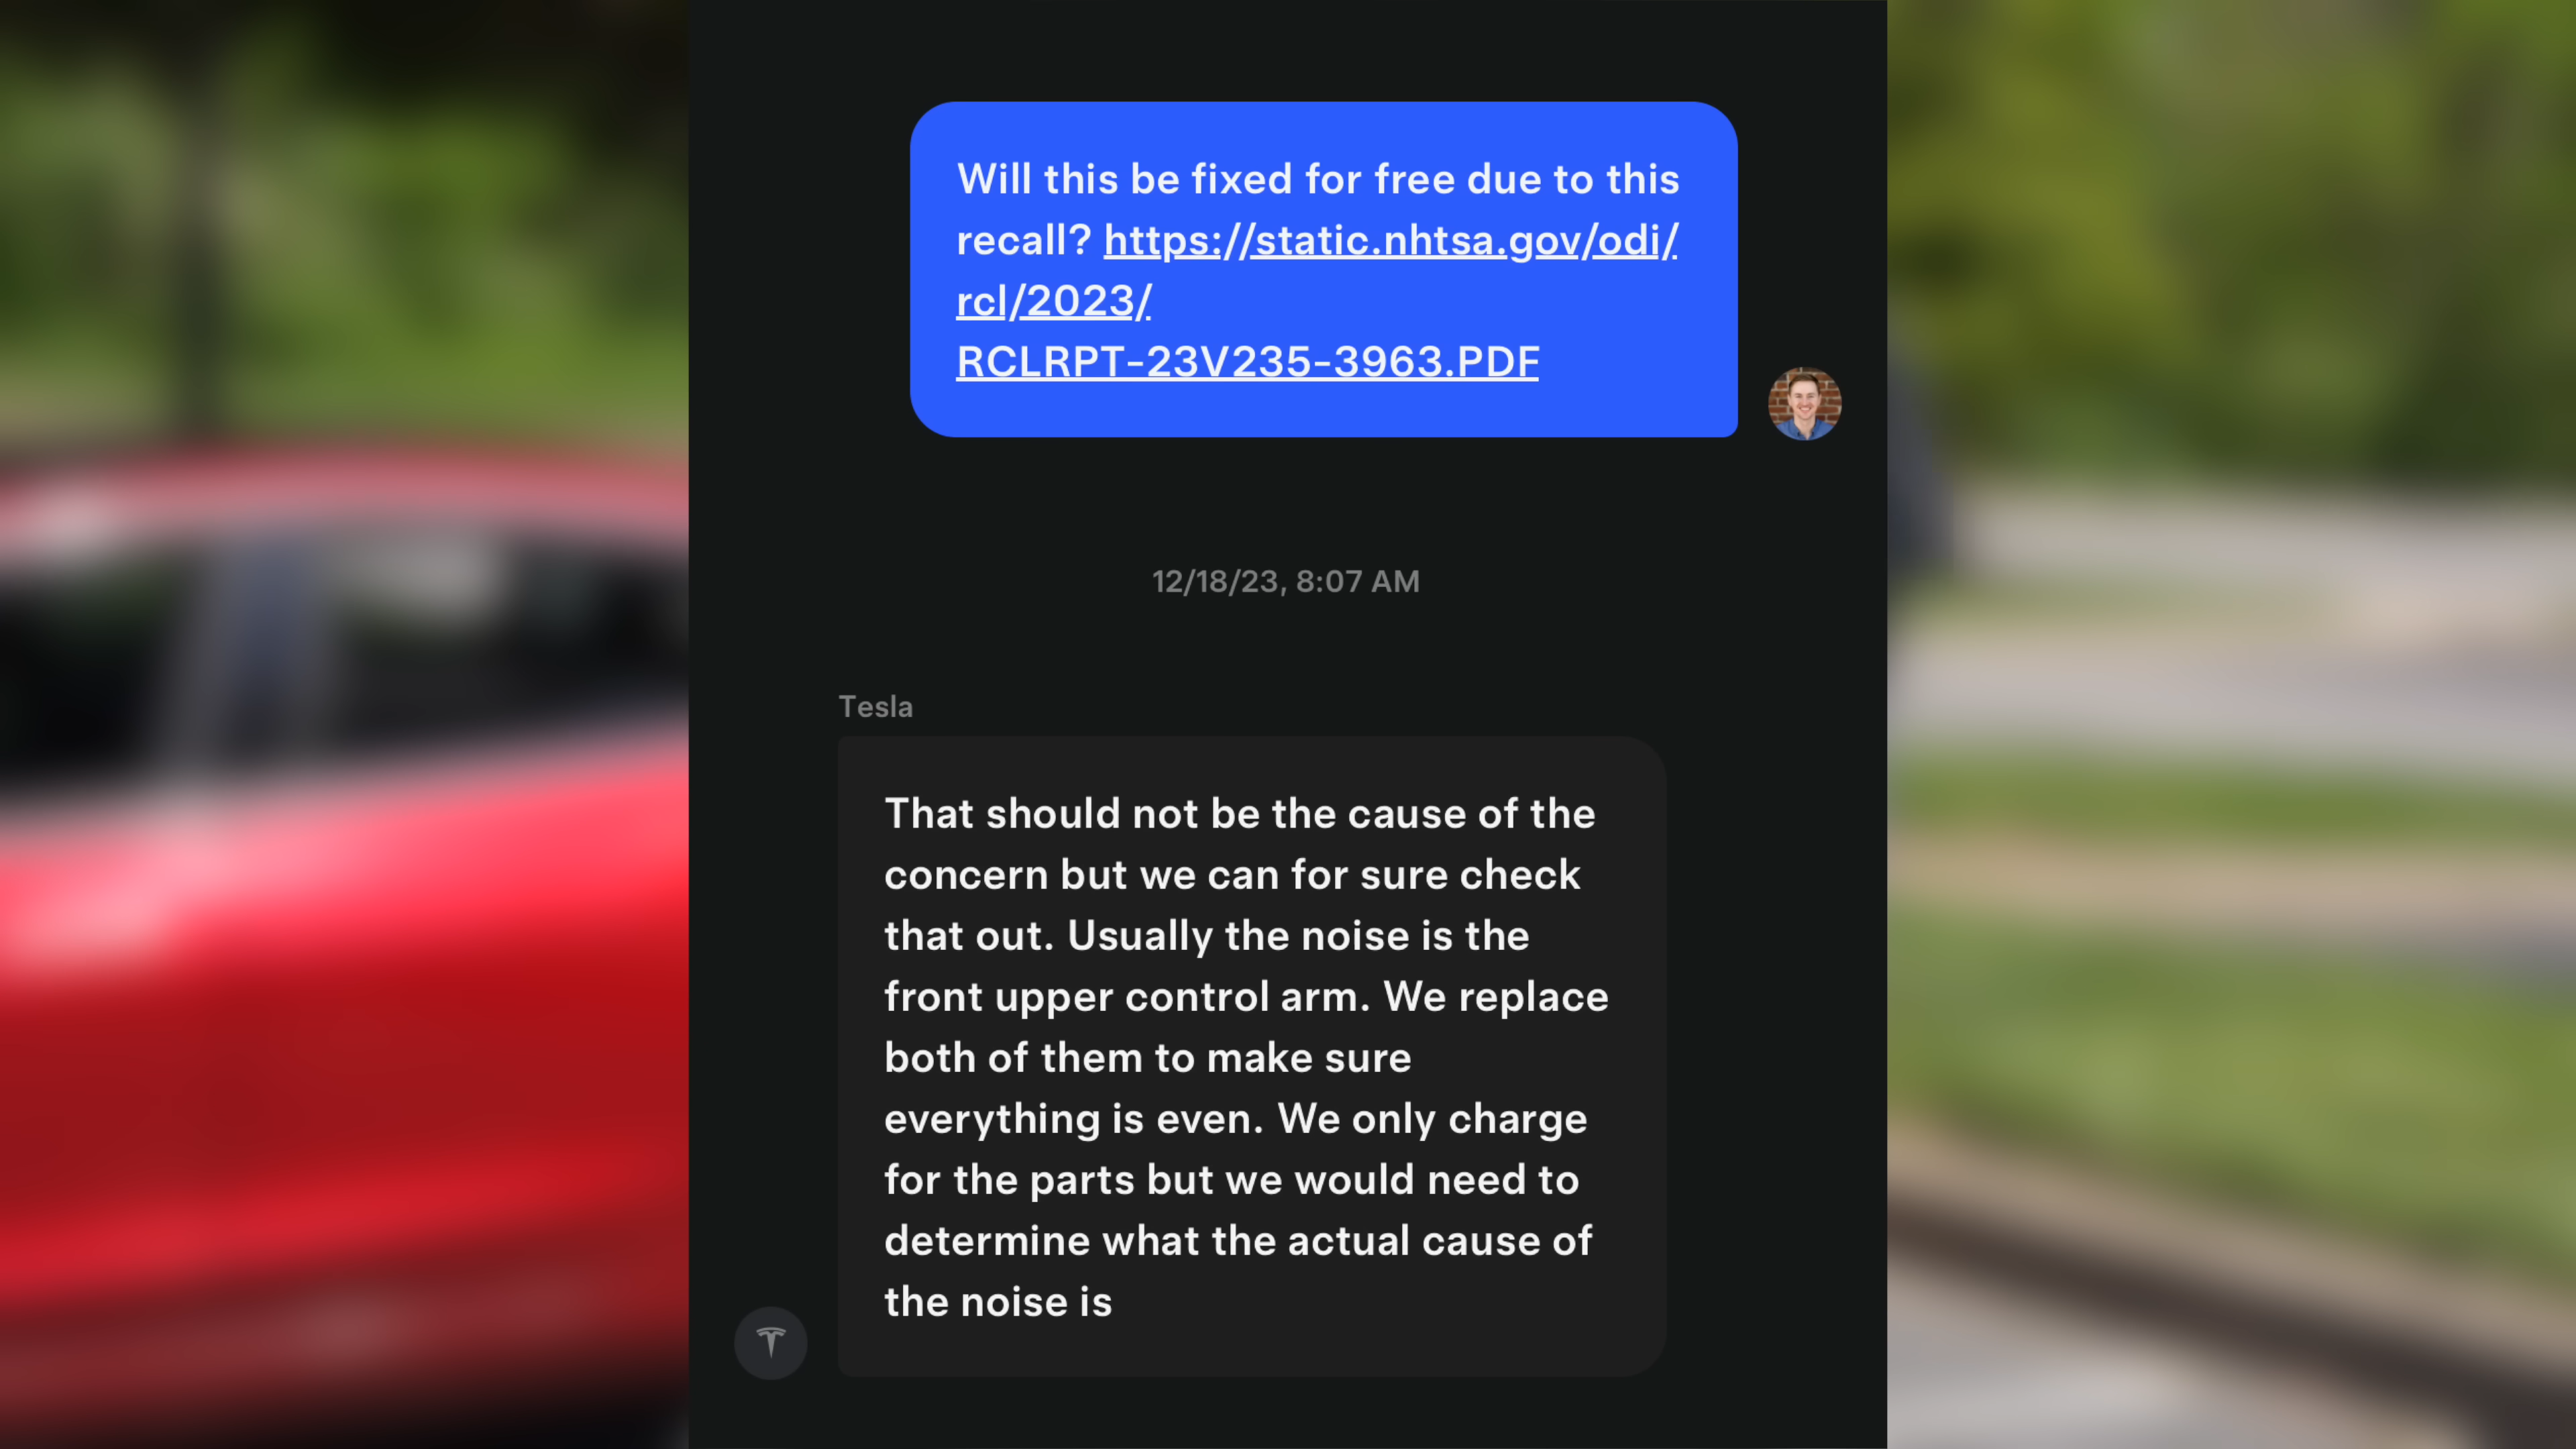 Will this be fixed for free due to this
recall? https://static.nhtsa.gov/odi/
rcl/2023/
RCLRPT-23V235-3963.PDF
12/18/23, 8:07 AM
Tesla
That should not be the cause of the
concern but we can for sure check
that out. Usually the noise is the
front upper control arm. We replace
both of them to make sure
everything is even. We only charge
for the parts but we would need to
determine what the actual cause of
the noise is